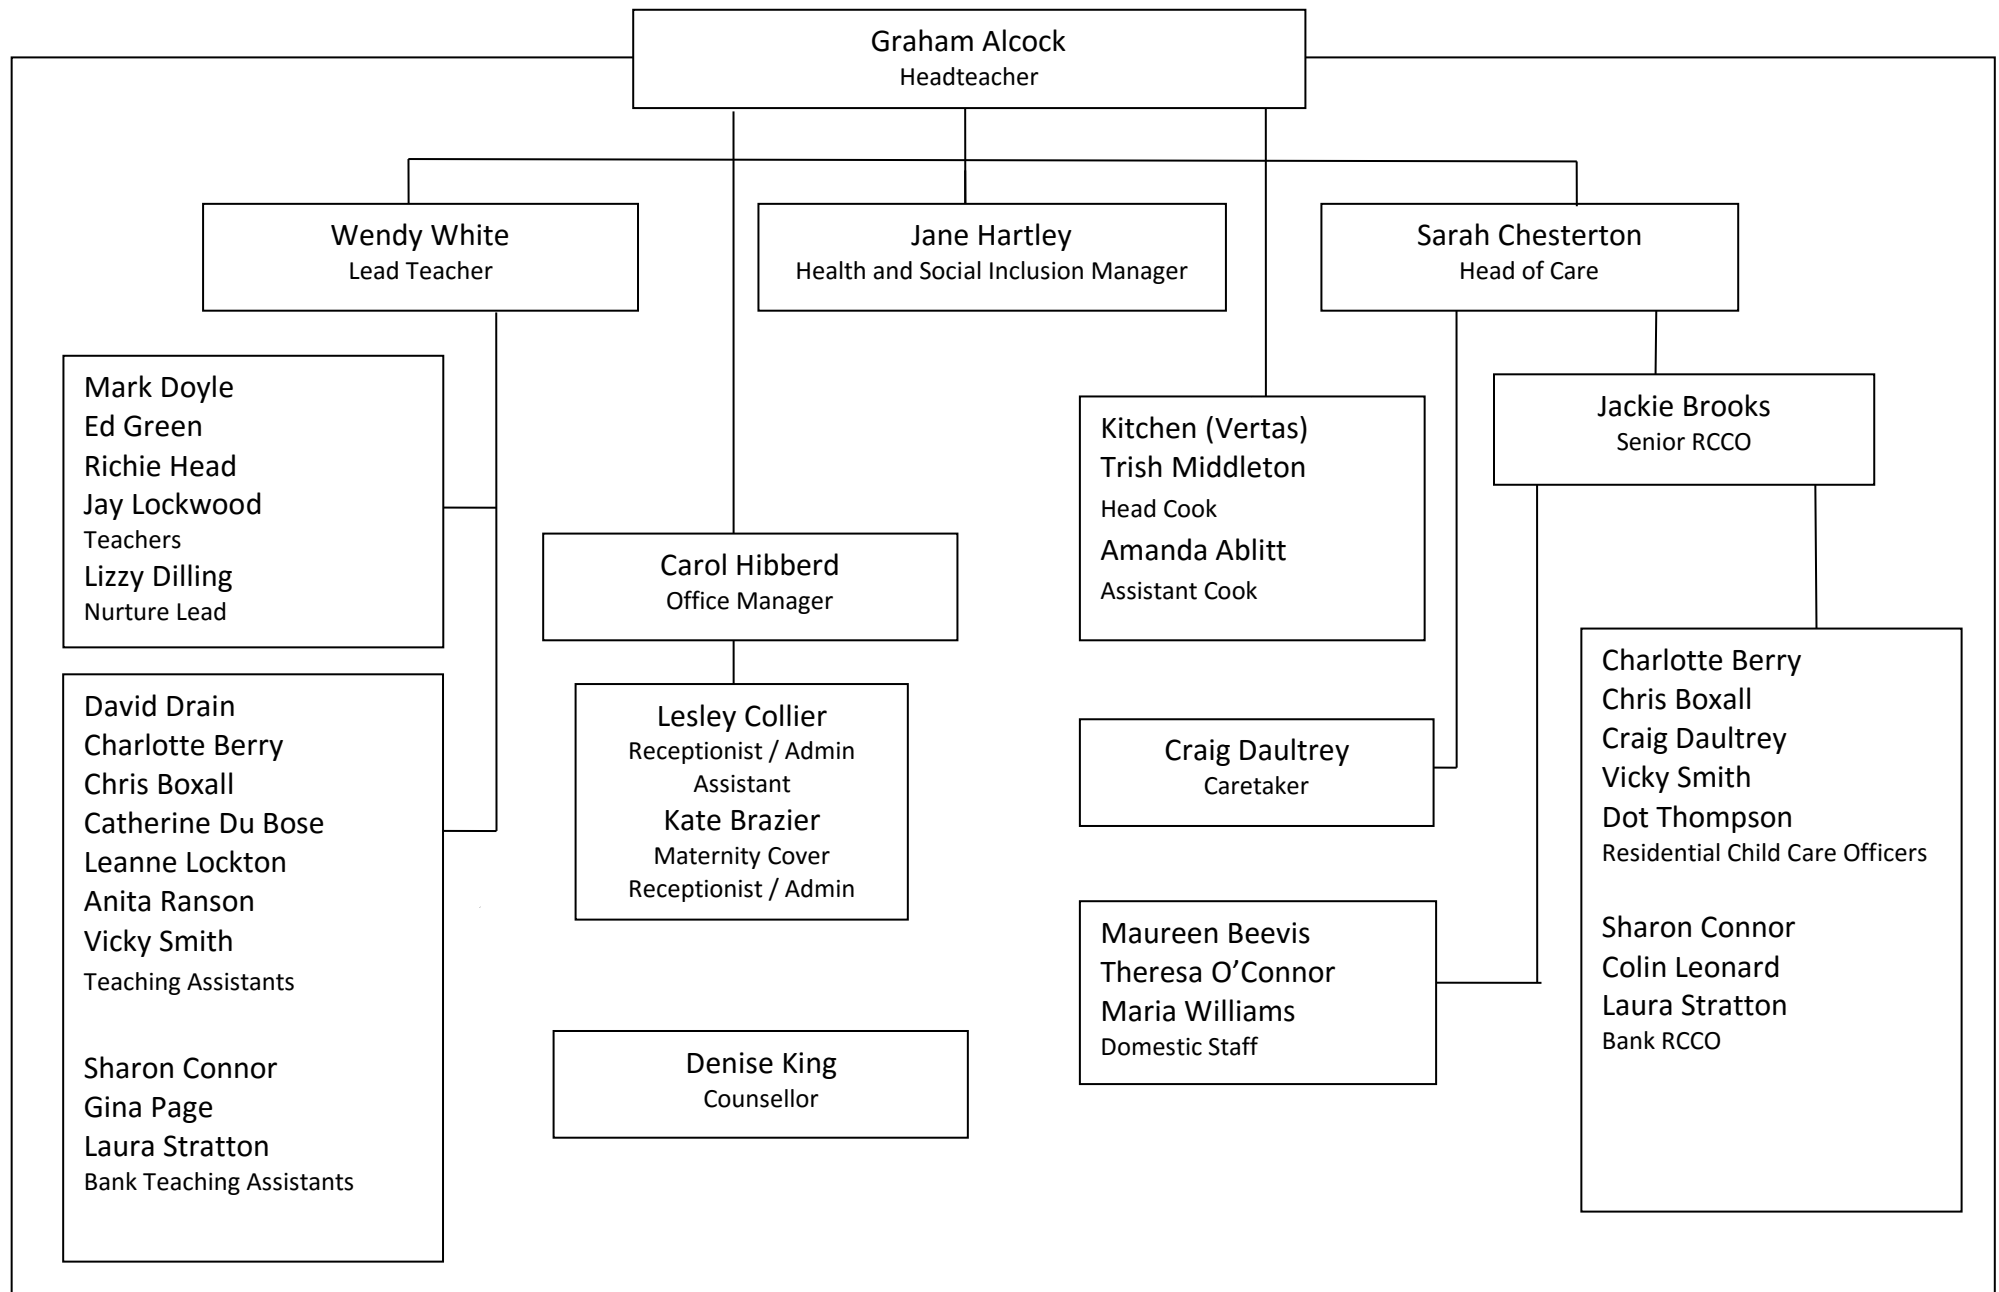 Graham Alcock
Headteacher
Wendy White
Lead Teacher
Jane Hartley
Health and Social Inclusion Manager
Sarah Chesterton
Head of Care
Mark Doyle
Ed Green
Richie Head
Jay Lockwood
Teachers
Lizzy Dilling
Nurture Lead
David Drain
Charlotte Berry
Chris Boxall
Catherine Du Bose
Leanne Lockton
Anita Ranson
Vicky Smith
Teaching Assistants
Sharon Connor
Gina Page
Laura Stratton
Bank Teaching Assistants
Carol Hibberd
Office Manager
Lesley Collier
Receptionist / Admin
Assistant
Kate Brazier
Maternity Cover
Receptionist / Admin
Denise King
Counsellor
Kitchen (Vertas)
Trish Middleton
Head Cook
Amanda Ablitt
Assistant Cook
Craig Daultrey
Caretaker
Maureen Beevis
Theresa O’Connor
Maria Williams
Domestic Staff
Jackie Brooks
Senior RCCO
Charlotte Berry
Chris Boxall
Craig Daultrey
Vicky Smith
Dot Thompson
Residential Child Care Officers
Sharon Connor
Colin Leonard
Laura Stratton
Bank RCCO